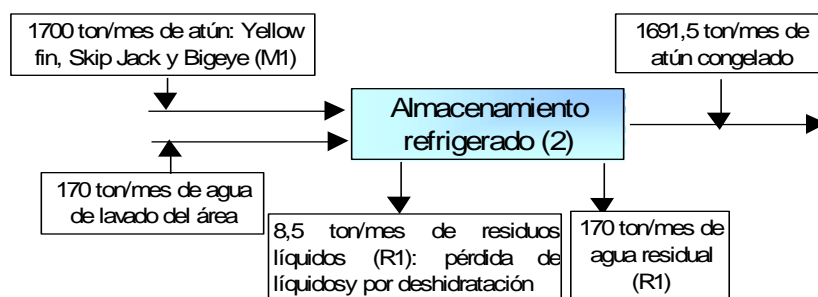 1700 ton/mes de atún: Yellow
fin, Skip Jack y Bigeye (M1)
1691,5 ton/mes de
atún congelado
Almacenamiento
refrigerado (2)
170 ton/mes de agua
de lavado del área
8,5 ton/mes de residuos
líquidos (R1): pérdida de
líquidosy por deshidratación
170 ton/mes de
agua residual
(R1)